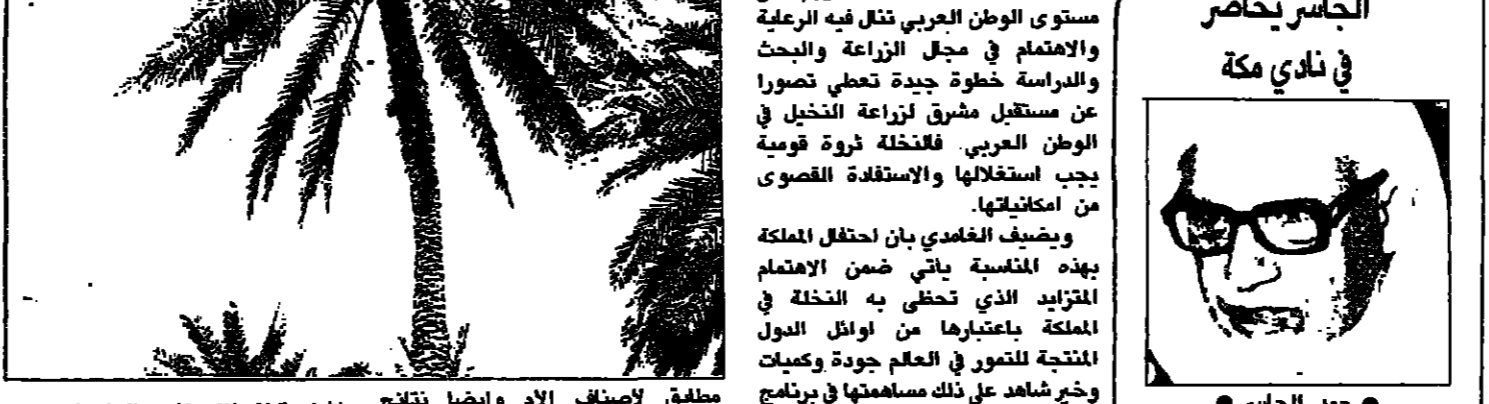 الجاسر يحاضر
في نادي مكة
مستوى الوطن العربي تنال فيه الرعاية
والاهتمام في مجال الزراعة والبحث
والدراسة خطوة جيدة تعطي تصورا
عن مستقبل مشرق لزراعة النخيل في
الوطن العربي. فالنخلة ثروة قومية
يجب استغلالها والاستفادة القصوى
من امكانياتها.
ويضيف الغامدي بان احتفال المملكة
بهذه المناسبة ياتي ضمن الاهتمام
المتزايد الذي تحظى به النخلة في
المملكة باعتبارها من اوائل الدول
المنتجة للتمور في العالم جودة وكميات
وخير شاهد على ذلك مساهمتها في برنامج
مطابق لاصناف الام وايضا نتائج